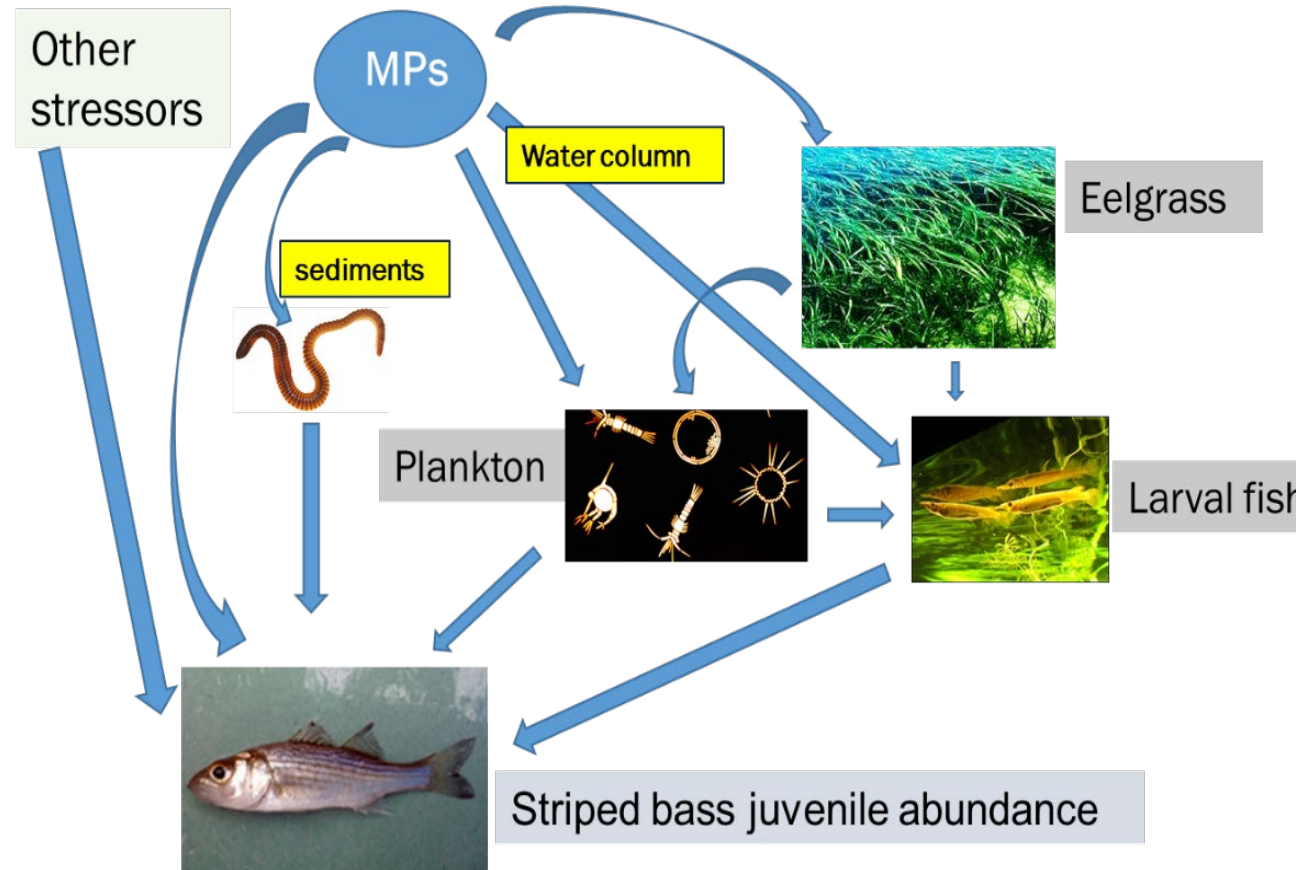 Other
stressors
MPs
Water column
Eelgrass
sediments
Plankton
Larval fish
Striped bass juvenile abundance